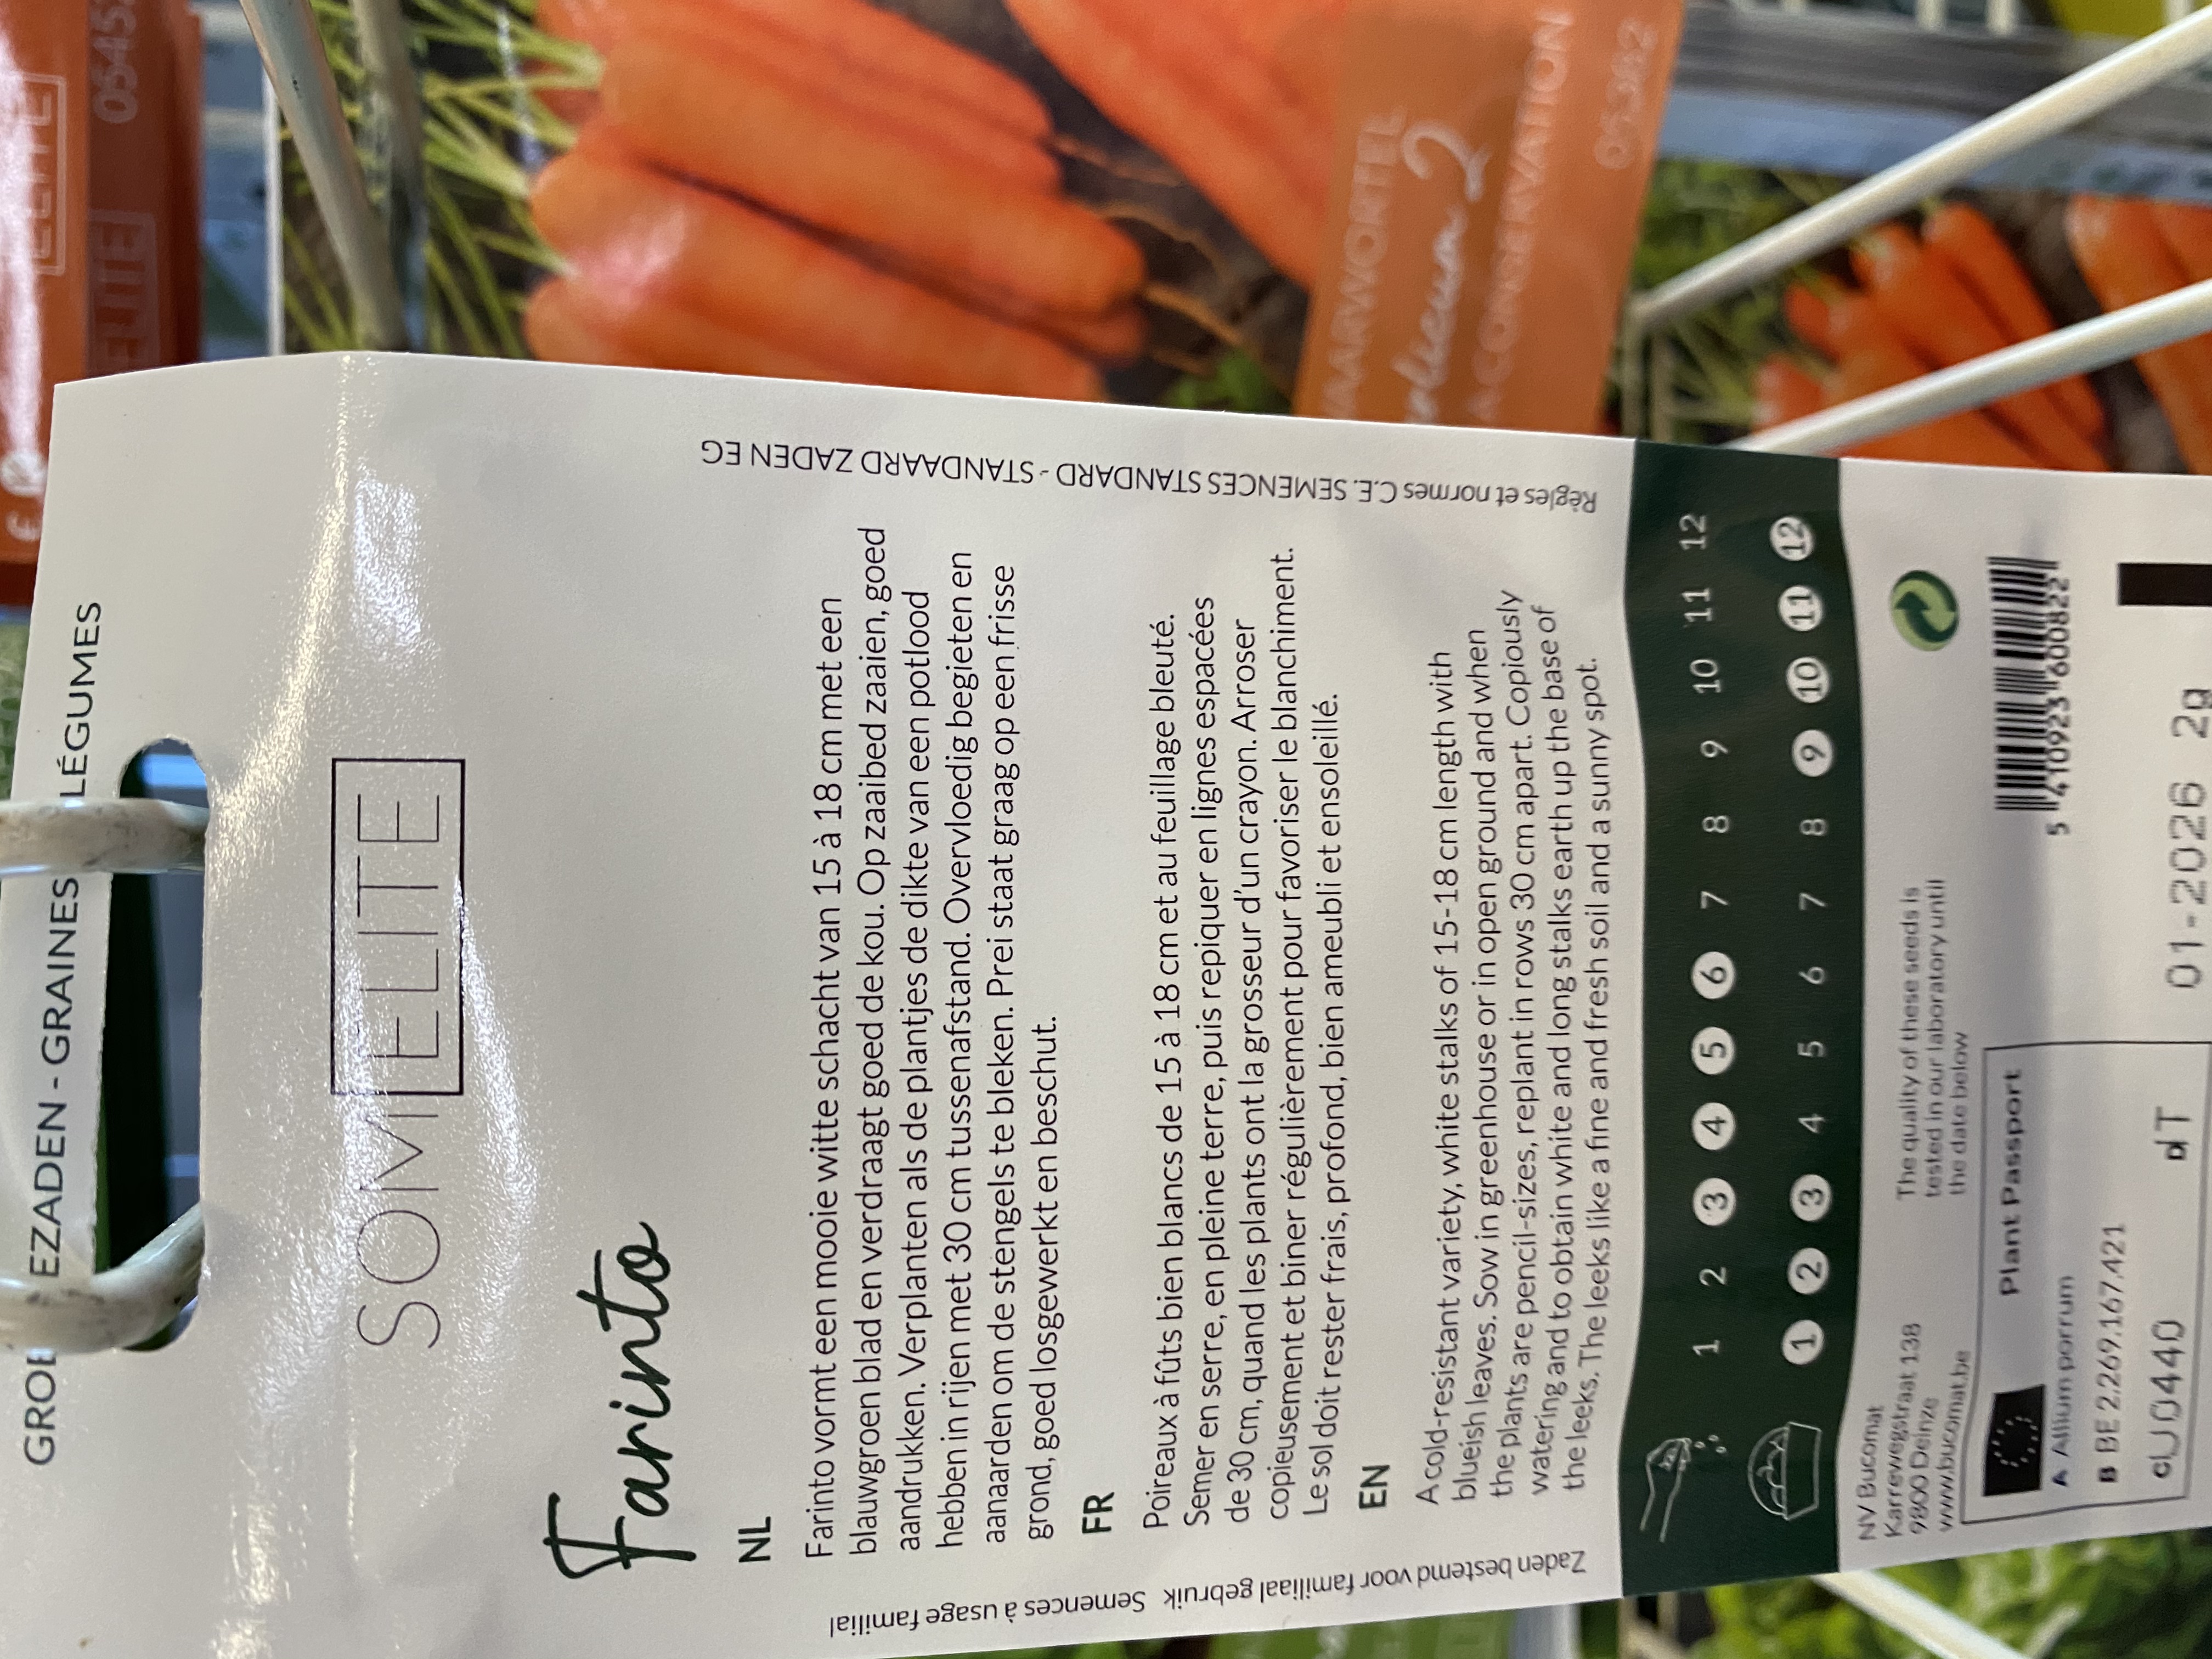 GROE EZADEN - GRAINES LÉGUMES
SOMELITE
Farinto
NL
Farinto vormt een mooie witte schacht van 15 à 18 cm met een
blauwgroen blad en verdraagt goed de kou. Op zaaibed zaaien, goed
aandrukken. Verplanten als de plantjes de dikte van een potlood
hebben in rijen met 30 cm tussenafstand. Overvloedig begieten en
aanaarden om de stengels te bleken. Prei staat graag op een frisse
grond, goed losgewerkt en beschut.
FR
Poireaux à fûts bien blancs de 15 à 18 cm et au feuillage bleuté.
Semer en serre, en pleine terre, puis repiquer en lignes espacées
de 30 cm, quand les plants ont la grosseur d'un crayon. Arroser
copieusement et biner régulièrement pour favoriser le blanchiment.
Le sol doit rester frais, profond, bien ameubli et ensoleillé.
EN
A cold-resistant variety, white stalks of 15-18 cm length with
blueish leaves. Sow in greenhouse or in open ground and when
the plants are pencil-sizes, replant in rows 30 cm apart. Copiously
watering and to obtain white and long stalks earth up the base of
the leeks. The leeks like a fine and fresh soil and a sunny spot.
Zaden bestemd voor familiaal gebruik Semences à usage familial
Règles et normes C.E. SEMENCES STANDARD - STANDAARD ZADEN EG
1 2 3 4 5 6 7 8 9 10 11 12
1 2 3 4 5 6 7 8 9 10 11 12
NV Bucomat
Karrewegstraat 138
9800 Deinze
www.bucomat.be
The quality of these seeds is
tested in our laboratory until
the date below
Plant Passport
A Allium porrum
B BE 2.269.167.421
cU0440
dT
01-2026 2g
5 410923 600822
ELITE
ELITE
0545
AARWORTEL
2
A CONSERVATION
05382